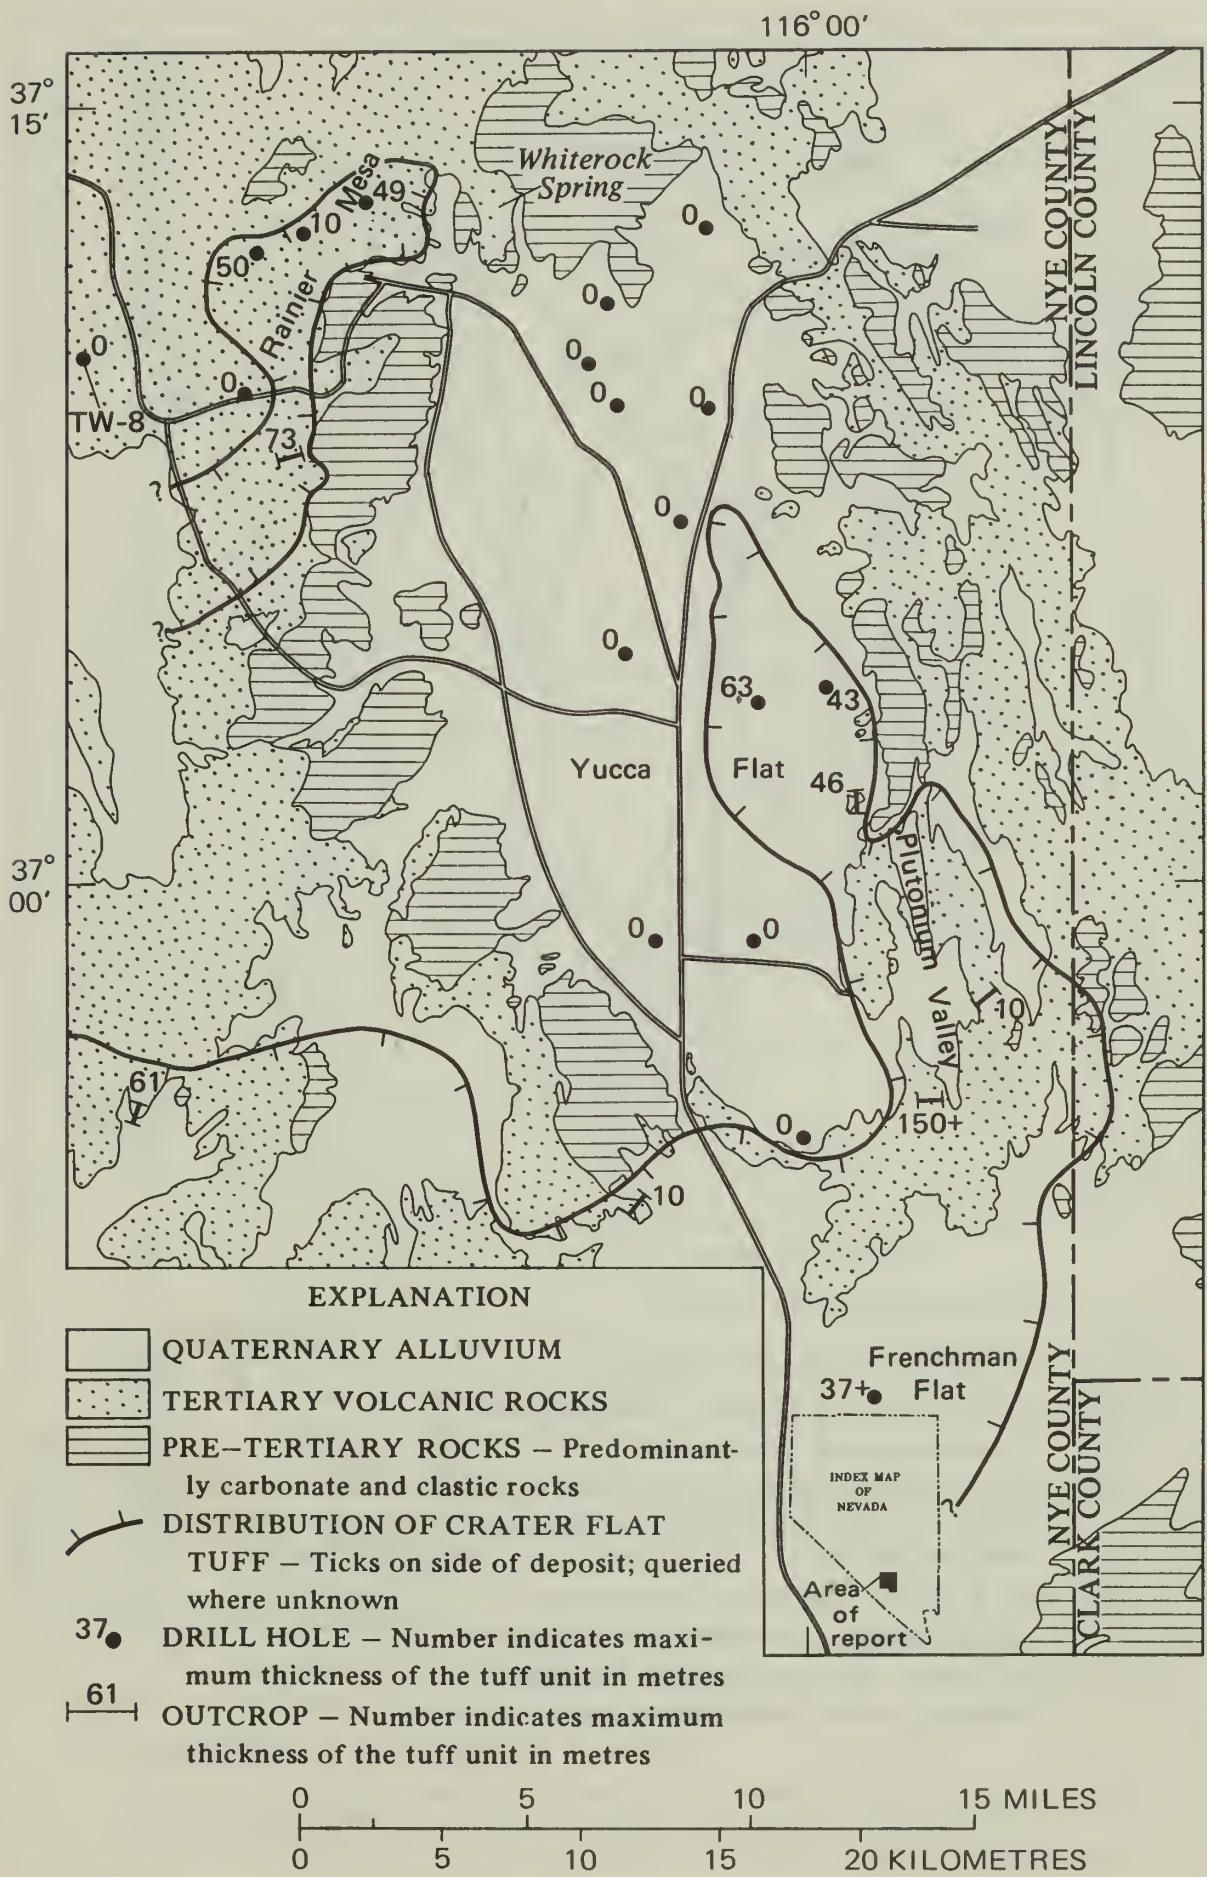 116° 00'
37°
15'
Whiterock
Spring
Mesa
49
10
50
Rainier
0
0
TW-8
73
?
?
0
0
0
0
0
0
0
NYE COUNTY
LINCOLN COUNTY
63
43
46
Yucca
Flat
37°
00'
Plutonium
Valley
0
0
10
61
150+
0
10
Frenchman
Flat
37+
NYE COUNTY
CLARK COUNTY
?
INDEX MAP
OF
NEVADA
Area
of
report
EXPLANATION
QUATERNARY ALLUVIUM
TERTIARY VOLCANIC ROCKS
PRE–TERTIARY ROCKS – Predominant-
ly carbonate and clastic rocks
DISTRIBUTION OF CRATER FLAT
TUFF – Ticks on side of deposit; queried
where unknown
37
DRILL HOLE – Number indicates maxi-
mum thickness of the tuff unit in metres
61
OUTCROP – Number indicates maximum
thickness of the tuff unit in metres
0 5 10 15 MILES
0 5 10 15 20 KILOMETRES